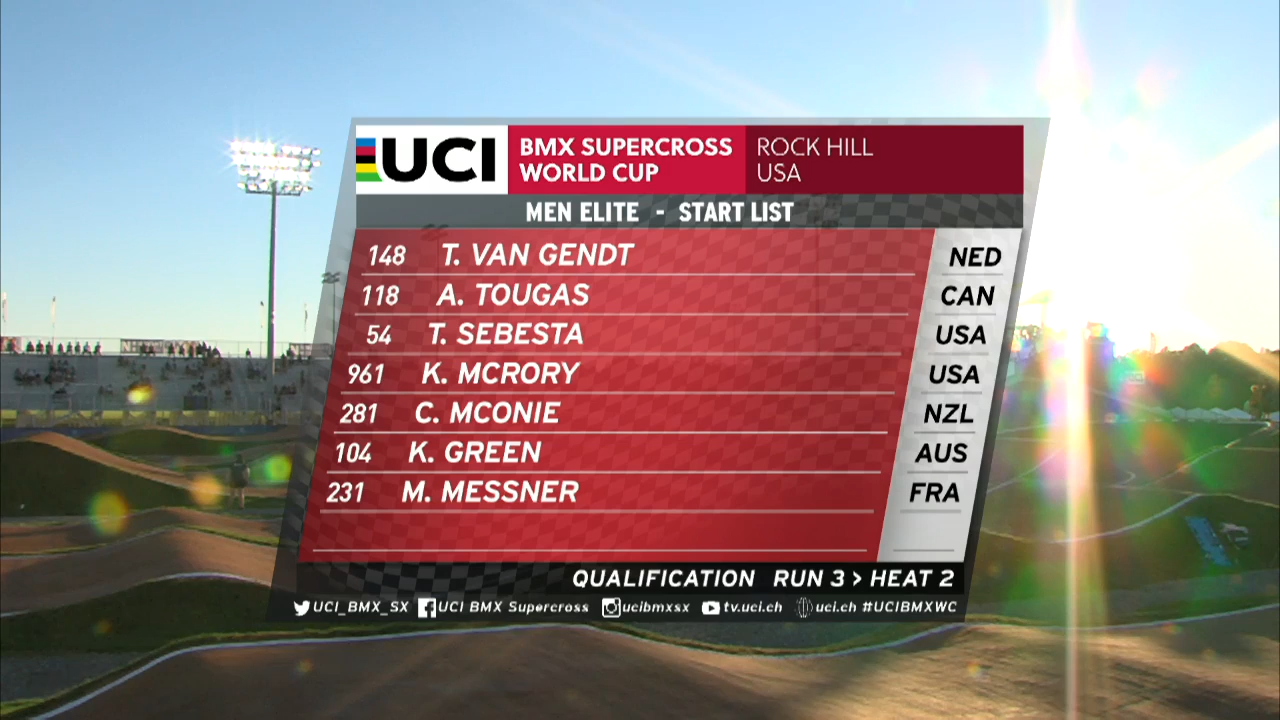 UCI
BMX SUPERCROSS
WORLD CUP
ROCK HILL
USA
MEN ELITE - START LIST
148 T. VAN GENDT NED
118 A. TOUGAS CAN
54 T. SEBESTA USA
961 K. MCRORY USA
281 C. MCONIE NZL
104 K. GREEN AUS
231 M. MESSNER FRA
QUALIFICATION RUN 3 > HEAT 2
UCI_BMX_SX UCI BMX Supercross ucibmxsx tv.uci.ch uci.ch #UCIBMXWC